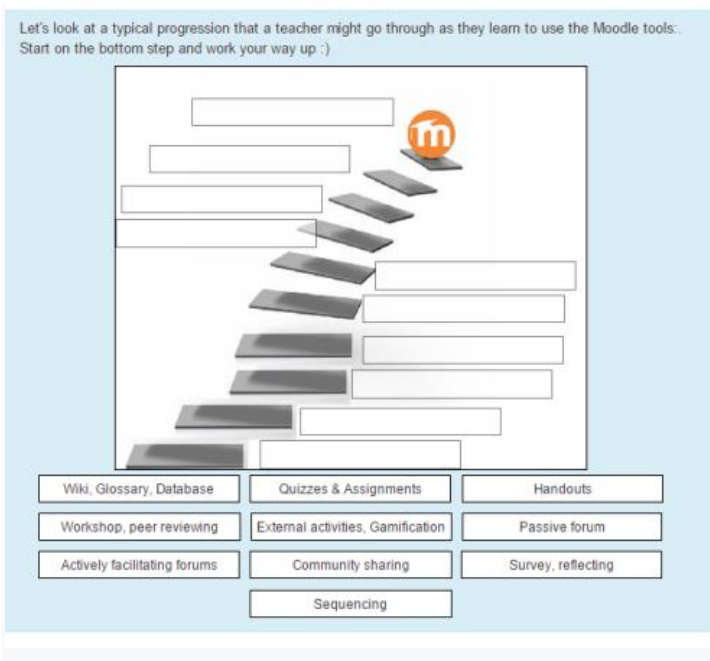 Let's look at a typical progression that a teacher might go through as they learn to use the Moodle tools:.
Start on the bottom step and work your way up :)
m
Wiki, Glossary, Database
Quizzes & Assignments
Handouts
Workshop, peer reviewing
External activities, Gamification
Passive forum
Actively facilitating forums
Community sharing
Survey, reflecting
Sequencing